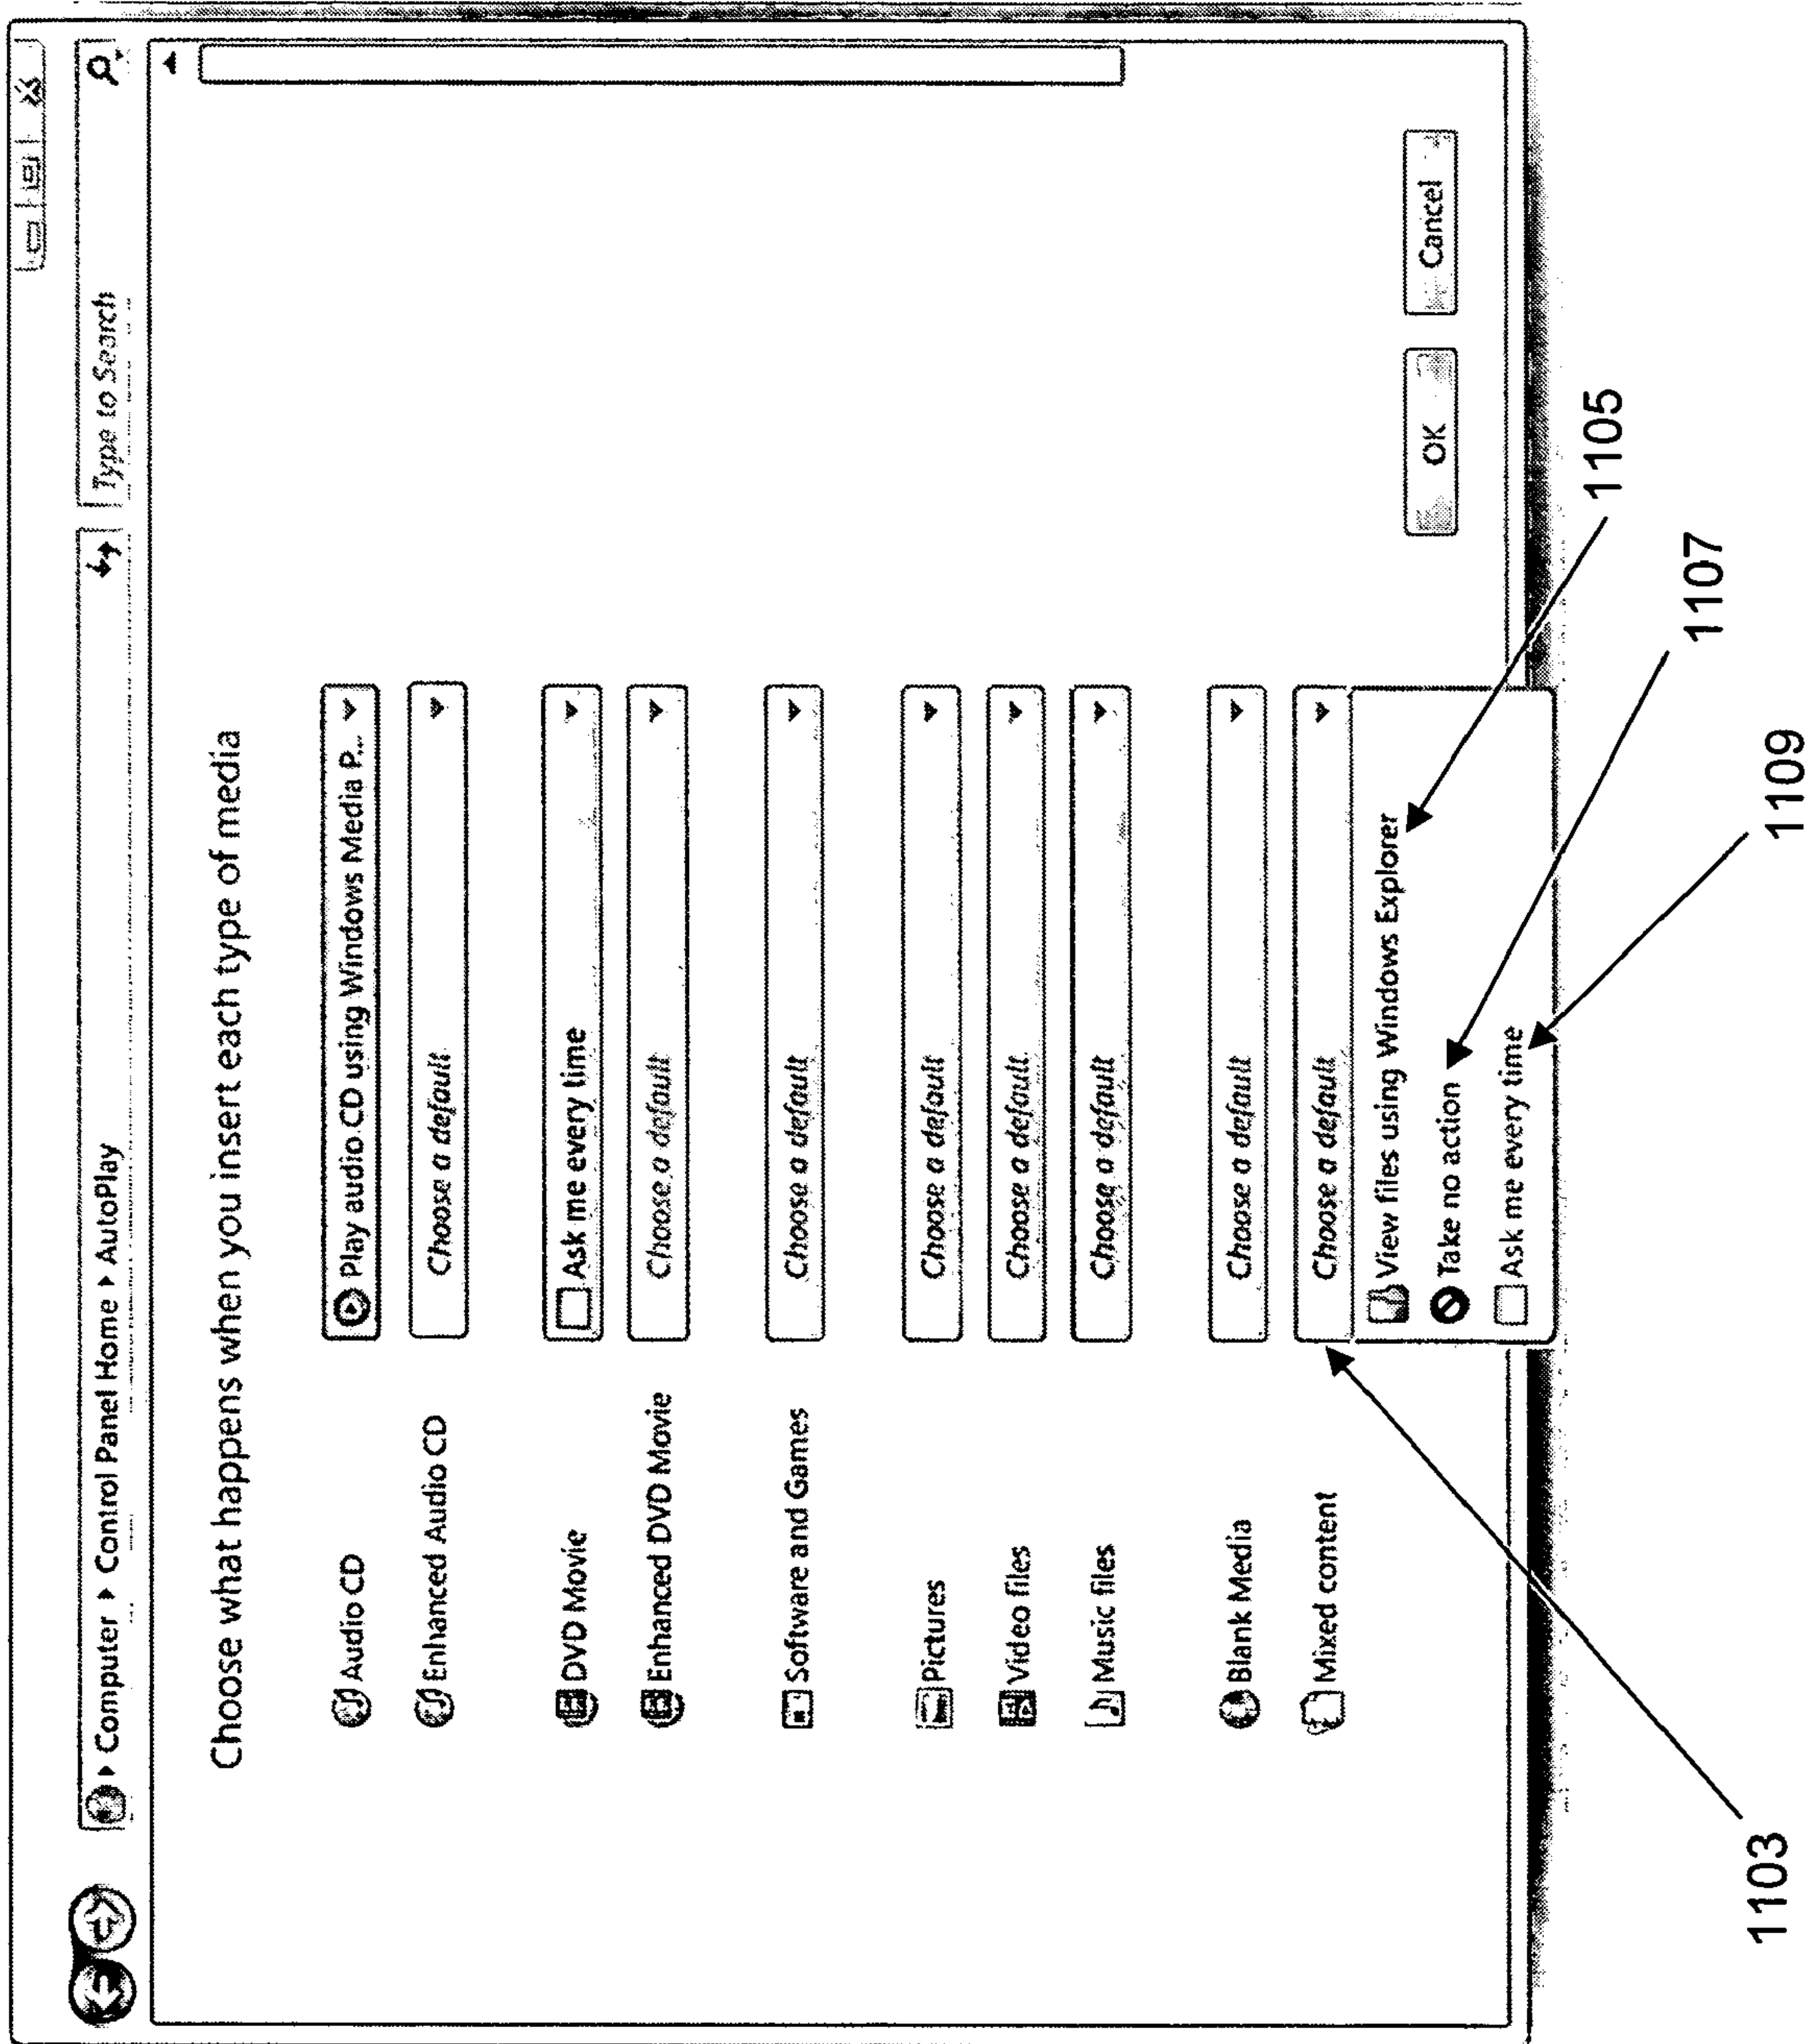 Computer ▸ Control Panel Home ▸ AutoPlay
Type to Search
Choose what happens when you insert each type of media
Audio CD Play audio CD using Windows Media P...
Enhanced Audio CD Choose a default
DVD Movie Ask me every time
Enhanced DVD Movie Choose a default
Software and Games Choose a default
Pictures Choose a default
Video files Choose a default
Music files Choose a default
Blank Media Choose a default
Mixed content Choose a default
View files using Windows Explorer
Take no action
Ask me every time
OK Cancel
1103
1105
1107
1109